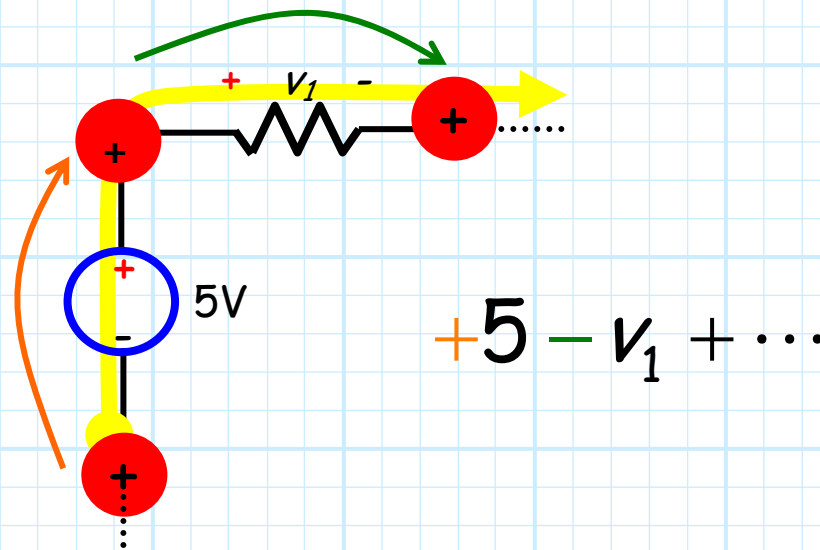 + v₁ -
+
+
+
5V
-
+5 - v₁ + ...
+